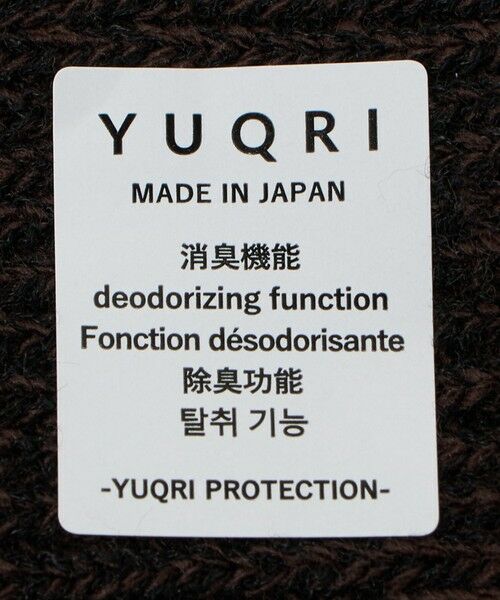 YUQRI
MADE IN JAPAN
消臭機能
deodorizing function
Fonction désodorisante
除臭功能
탈취 기능
-YUQRI PROTECTION-